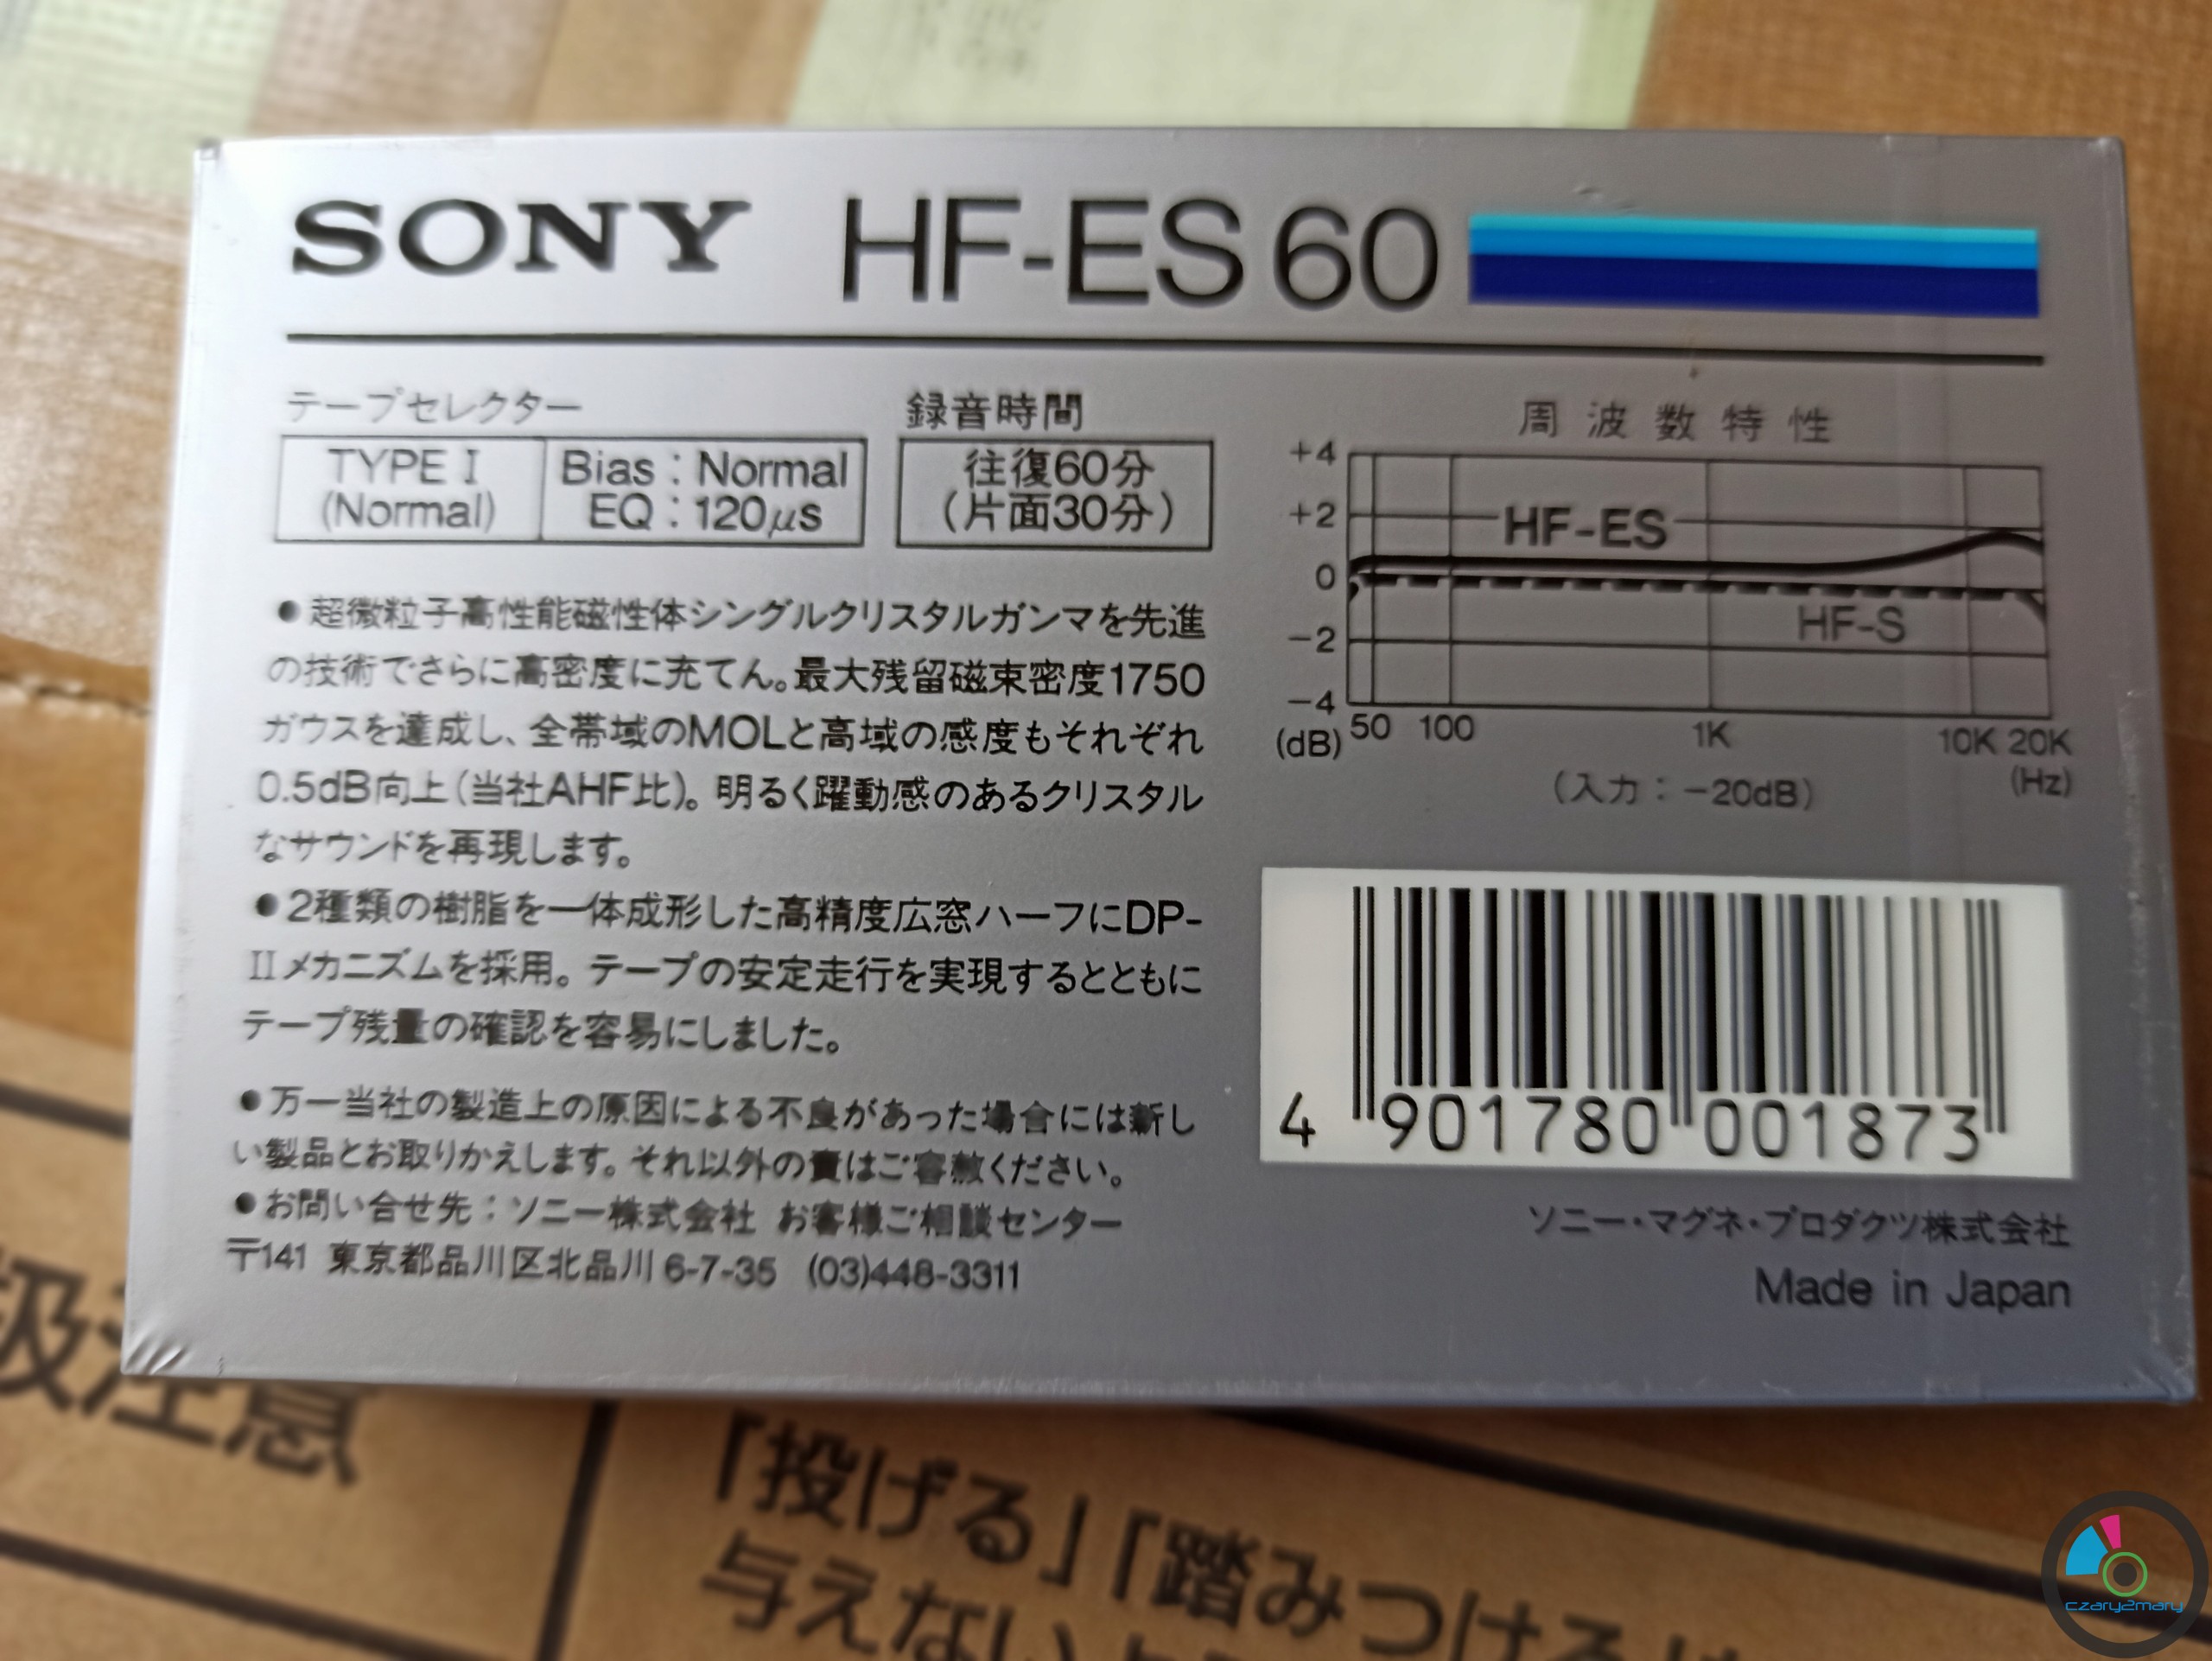 SONY HF-ES 60
テープセレクター
TYPE I
(Normal)
Bias : Normal
EQ : 120μs
録音時間
往復60分
(片面30分)
●超微粒子高性能磁性体シングルクリスタルガンマを先進
の技術でさらに高密度に充てん。最大残留磁束密度1750
ガウスを達成し、全帯域のMOLと高域の感度もそれぞれ
0.5dB向上(当社AHF比)。明るく躍動感のあるクリスタル
なサウンドを再現します。
●2種類の樹脂を一体成形した高精度広窓ハーフにDP-
IIメカニズムを採用。テープの安定走行を実現するとともに
テープ残量の確認を容易にしました。
●万一当社の製造上の原因による不良があった場合には新し
い製品とお取りかえします。それ以外の責はご容赦ください。
●お問い合せ先:ソニー株式会社 お客様ご相談センター
〒141 東京都品川区北品川6-7-35 (03)448-3311
周波数特性
+4
+2
0
-2
-4
(dB)
HF-ES
HF-S
50 100 1K 10K 20K
(Hz)
(入力:-20dB)
4 901780 001873
ソニー・マグネ・プロダクツ株式会社
Made in Japan
扱注意
「投げる」「踏みつける
与えない
czary2mary